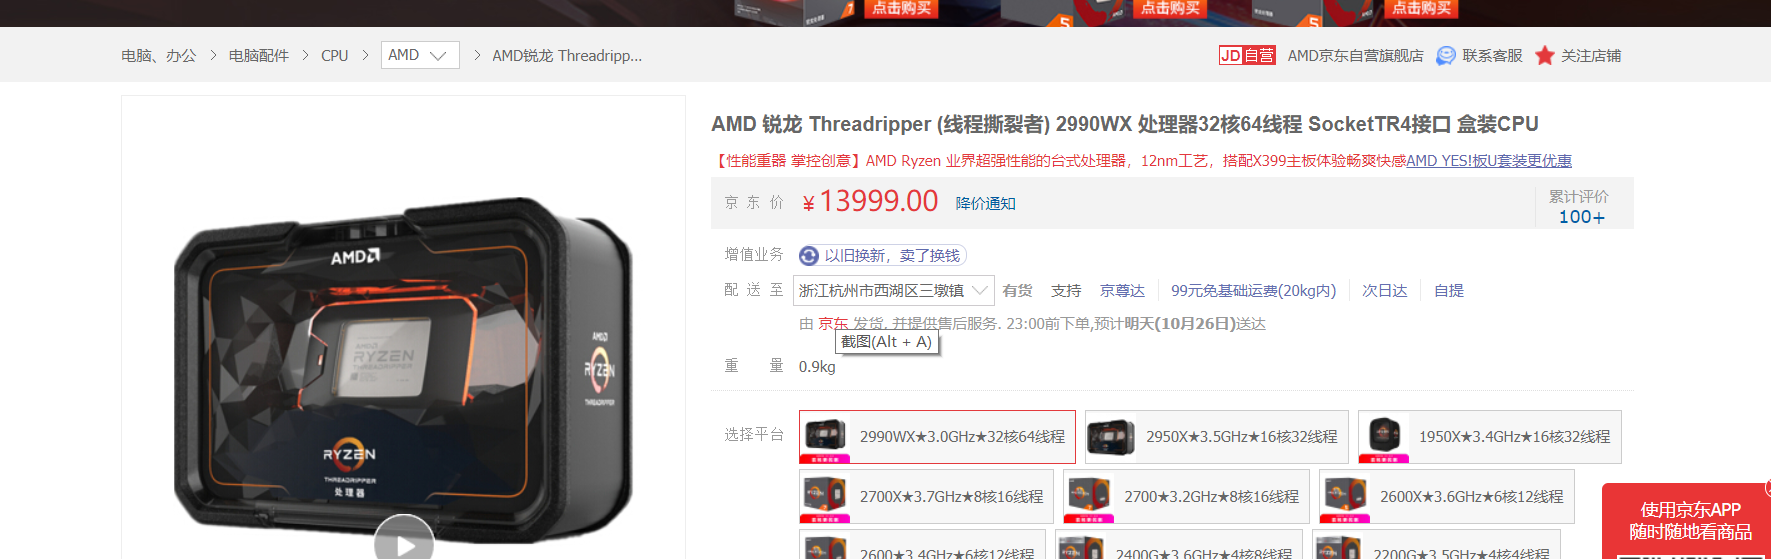 点击购买 点击购买 点击购买
7 5 5
电脑、办公 > 电脑配件 > CPU > AMD > AMD锐龙 Threadripp...
JD 自营 AMD京东自营旗舰店 联系客服 关注店铺
AMD 锐龙 Threadripper (线程撕裂者) 2990WX 处理器32核64线程 SocketTR4接口 盒装CPU
【性能重器 掌控创意】AMD Ryzen 业界超强性能的台式处理器，12nm工艺，搭配X399主板体验畅爽快感AMD YES!板U套装更优惠
京东价 ¥13999.00 降价通知
累计评价
100+
增值业务 以旧换新，卖了换钱
配送至 浙江杭州市西湖区三墩镇 有货 支持 京尊达 99元免基础运费(20kg内) 次日达 自提
由 京东 发货, 并提供售后服务. 23:00前下单,预计明天(10月26日)送达
截图(Alt + A)
重量 0.9kg
选择平台 2990WX★3.0GHz★32核64线程 2950X★3.5GHz★16核32线程 1950X★3.4GHz★16核32线程
2700X★3.7GHz★8核16线程 2700★3.2GHz★8核16线程 2600X★3.6GHz★6核12线程
2600★3.4GHz★6核12线程 2400G★3.6GHz★4核8线程 2200G★3.5GHz★4核4线程
AMD
AMD
RYZEN
THREADRIPPER
AMD
RYZEN
THREADRIPPER
RYZEN
THREADRIPPER
处理器
使用京东APP
随时随地看商品